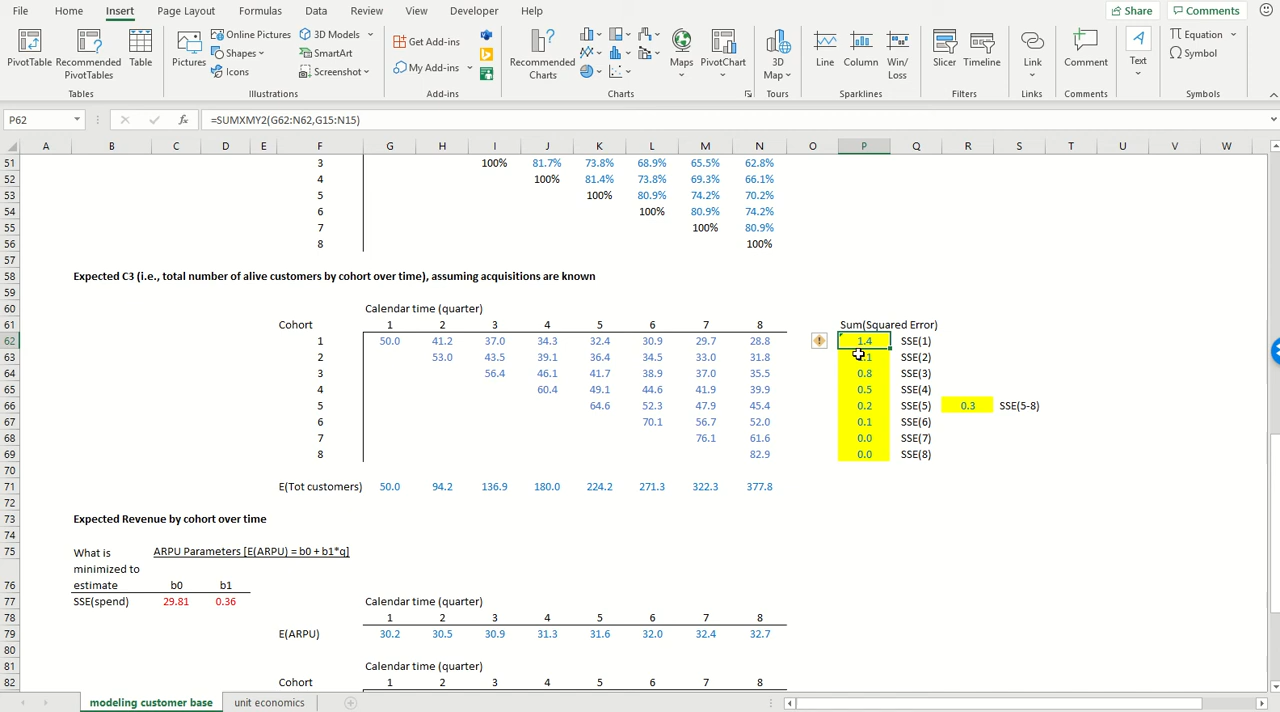 File Home Insert Page Layout Formulas Data Review View Developer Help Share Comments
PivotTable Recommended PivotTables Table Pictures Online Pictures Shapes Icons 3D Models SmartArt Screenshot Get Add-ins My Add-ins Recommended Charts Maps PivotChart 3D Map Line Column Win/Loss Slicer Timeline Link Comment Text Equation Symbol
Tables Illustrations Add-ins Charts Tours Sparklines Filters Links Comments Symbols
P62 fx =SUMXMY2(G62:N62,G15:N15)
A B C D E F G H I J K L M N O P Q R S T U V W
51 3 100% 81.7% 73.8% 68.9% 65.5% 62.8%
52 4 100% 81.4% 73.8% 69.3% 66.1%
53 5 100% 80.9% 74.2% 70.2%
54 6 100% 80.9% 74.2%
55 7 100% 80.9%
56 8 100%
57
58 Expected C3 (i.e., total number of alive customers by cohort over time), assuming acquisitions are known
59
60 Calendar time (quarter)
61 Cohort 1 2 3 4 5 6 7 8 Sum(Squared Error)
62 1 50.0 41.2 37.0 34.3 32.4 30.9 29.7 28.8 1.4 SSE(1)
63 2 53.0 43.5 39.1 36.4 34.5 33.0 31.8 SSE(2)
64 3 56.4 46.1 41.7 38.9 37.0 35.5 0.8 SSE(3)
65 4 60.4 49.1 44.6 41.9 39.9 0.5 SSE(4)
66 5 64.6 52.3 47.9 45.4 0.2 SSE(5) 0.3 SSE(5-8)
67 6 70.1 56.7 52.0 0.1 SSE(6)
68 7 76.1 61.6 0.0 SSE(7)
69 8 82.9 0.0 SSE(8)
70
71 E(Tot customers) 50.0 94.2 136.9 180.0 224.2 271.3 322.3 377.8
72
73 Expected Revenue by cohort over time
74
75 What is ARPU Parameters [E(ARPU) = b0 + b1*q]
minimized to
76 estimate b0 b1
77 SSE(spend) 29.81 0.36 Calendar time (quarter)
78 1 2 3 4 5 6 7 8
79 E(ARPU) 30.2 30.5 30.9 31.3 31.6 32.0 32.4 32.7
80
81 Calendar time (quarter)
82 Cohort 1 2 3 4 5 6 7 8
modeling customer base unit economics